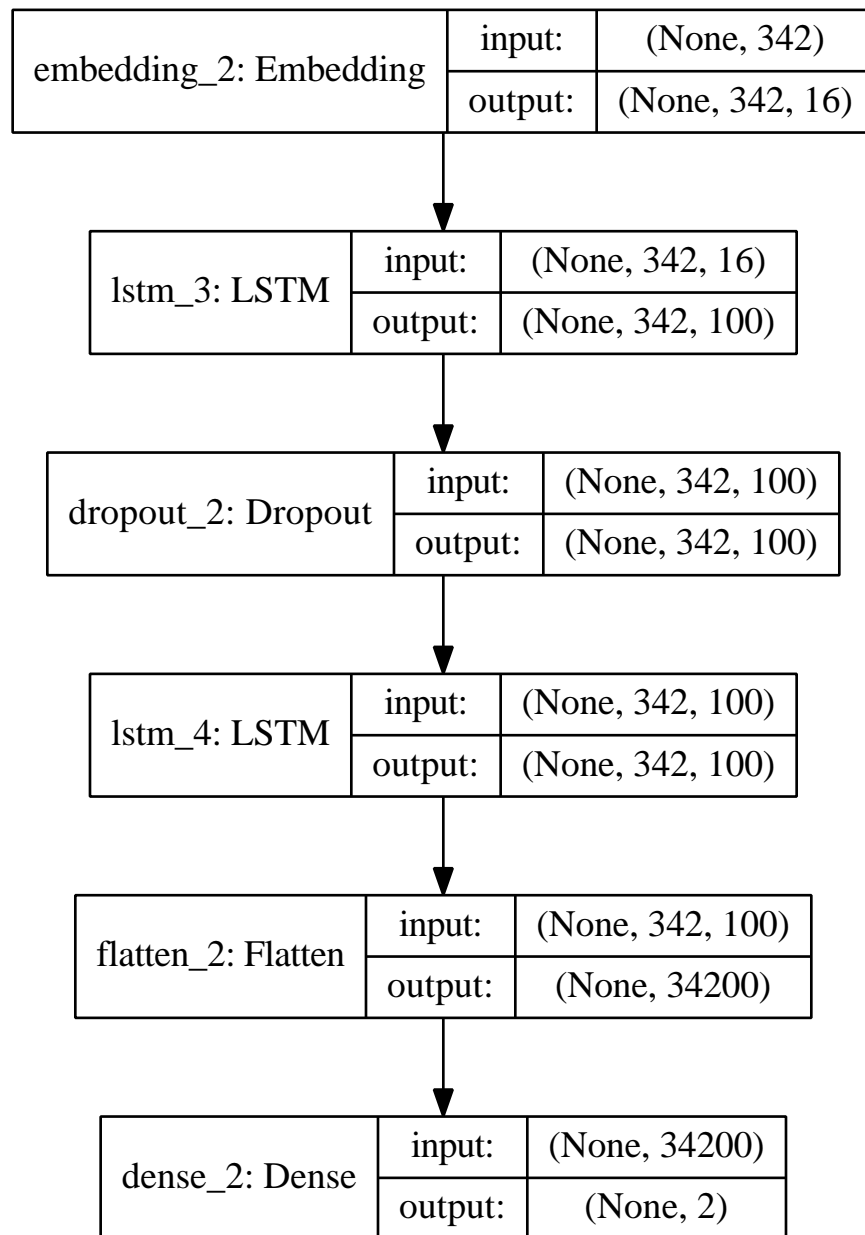 embedding_2: Embedding
input: (None, 342)
output: (None, 342, 16)
lstm_3: LSTM
input: (None, 342, 16)
output: (None, 342, 100)
dropout_2: Dropout
input: (None, 342, 100)
output: (None, 342, 100)
lstm_4: LSTM
input: (None, 342, 100)
output: (None, 342, 100)
flatten_2: Flatten
input: (None, 342, 100)
output: (None, 34200)
dense_2: Dense
input: (None, 34200)
output: (None, 2)